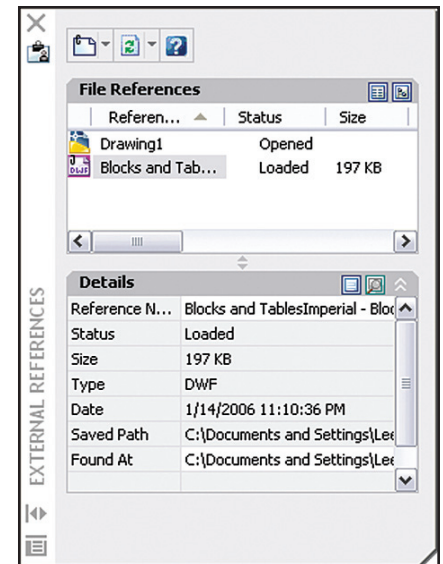 File References
Referen... Status Size
Drawing1 Opened
DWF Blocks and Tab... Loaded 197 KB
Details
Reference N... Blocks and TablesImperial - Bloc
Status Loaded
Size 197 KB
Type DWF
Date 1/14/2006 11:10:36 PM
Saved Path C:\Documents and Settings\Lee
Found At C:\Documents and Settings\Lee
EXTERNAL REFERENCES